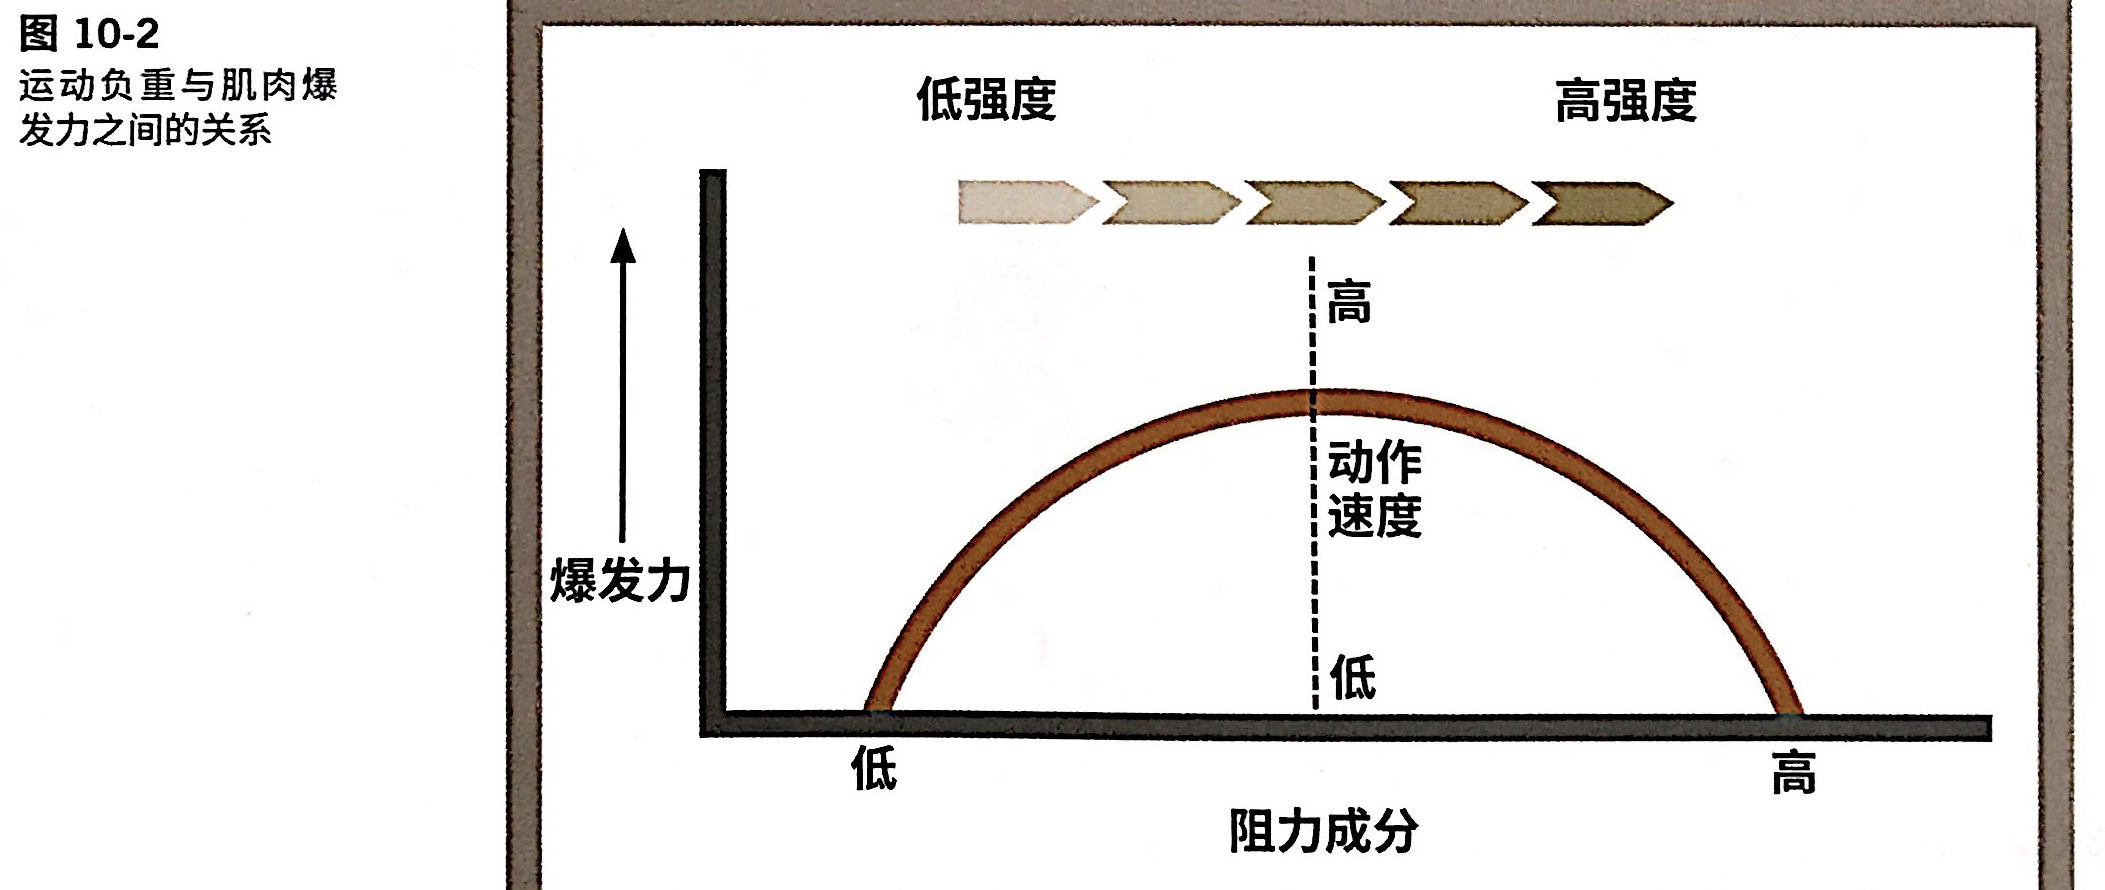 图 10-2
运动负重与肌肉爆
发力之间的关系
低强度
高强度
高
动作
速度
爆发力
低
低
高
阻力成分